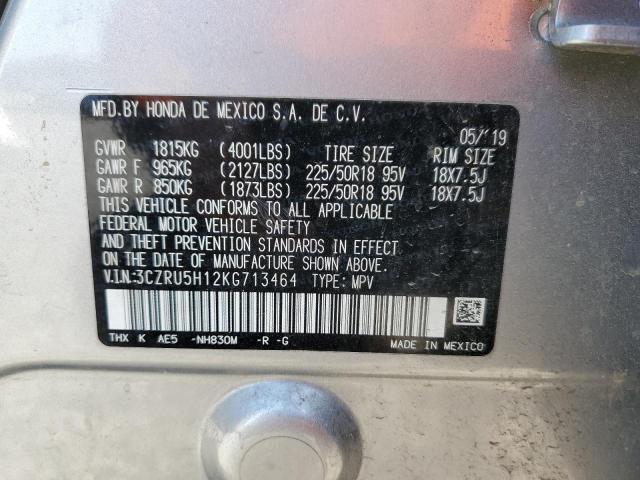 MFD. BY HONDA DE MEXICO S.A. DE C.V.
05/'19
GVWR 1815KG (4001LBS) TIRE SIZE RIM SIZE
GAWR F 965KG (2127LBS) 225/50R18 95V 18X7.5J
GAWR R 850KG (1873LBS) 225/50R18 95V 18X7.5J
THIS VEHICLE CONFORMS TO ALL APPLICABLE
FEDERAL MOTOR VEHICLE SAFETY
AND THEFT PREVENTION STANDARDS IN EFFECT
ON THE DATE OF MANUFACTURE SHOWN ABOVE.
V.I.N:3CZRU5H12KG713464 TYPE: MPV
THX K AE5 -NH830M -R -G
MADE IN MEXICO